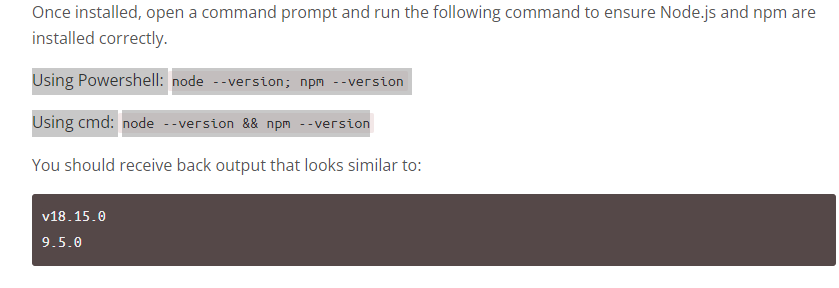 Once installed, open a command prompt and run the following command to ensure Node.js and npm are
installed correctly.
Using Powershell: node --version; npm --version
Using cmd: node --version && npm --version
You should receive back output that looks similar to:
v18.15.0
9.5.0